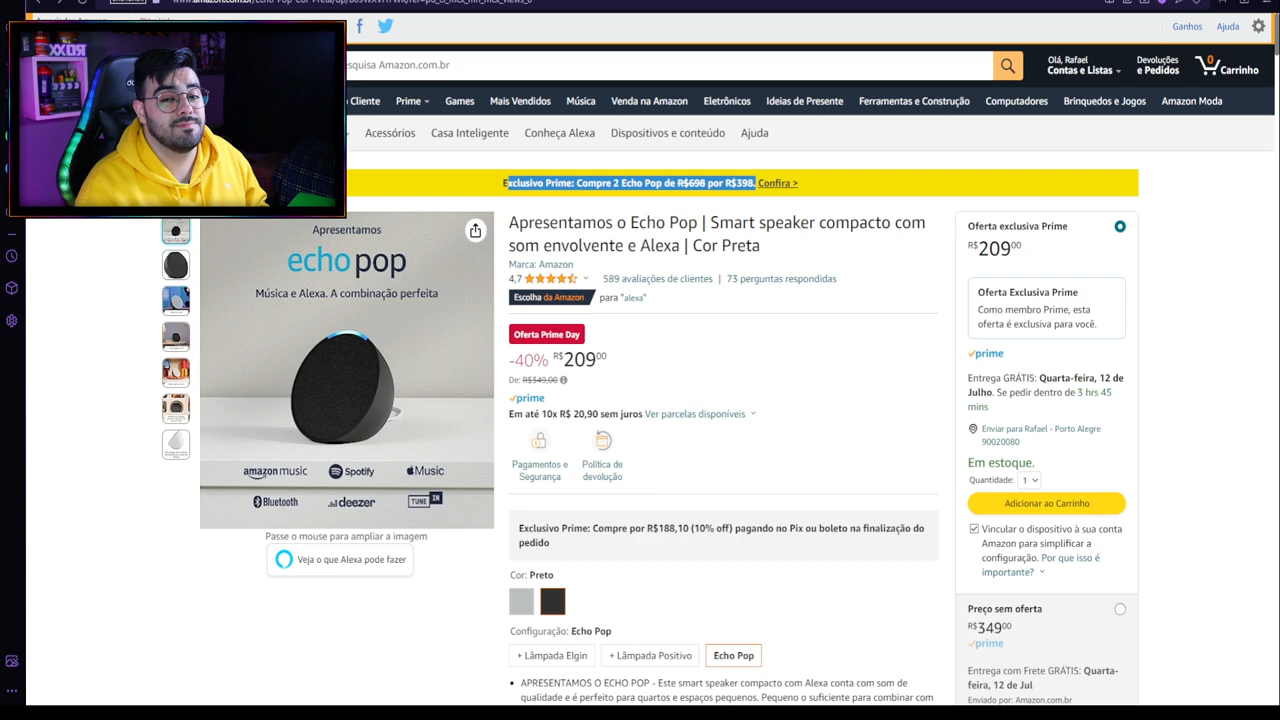 Ganhos
Ajuda
esquisa Amazon.com.br
Olá, Rafael
Contas e Listas
Devoluções
e Pedidos
0
Carrinho
Cliente
Prime
Games
Mais Vendidos
Música
Venda na Amazon
Eletrônicos
Ideias de Presente
Ferramentas e Construção
Computadores
Brinquedos e Jogos
Amazon Moda
Acessórios
Casa Inteligente
Conheça Alexa
Dispositivos e conteúdo
Ajuda
Exclusivo Prime: Compre 2 Echo Pop de R$698 por R$398. Confira >
Apresentamos
echo pop
Música e Alexa. A combinação perfeita
amazon music
Spotify
Music
Bluetooth
deezer
TUNE IN
Passe o mouse para ampliar a imagem
Veja o que Alexa pode fazer
Apresentamos o Echo Pop | Smart speaker compacto com
som envolvente e Alexa | Cor Preta
Marca: Amazon
4,7
589 avaliações de clientes | 73 perguntas respondidas
Escolha da Amazon para "alexa"
Oferta Prime Day
-40% R$20900
De: R$349,00
prime
Em até 10x R$ 20,90 sem juros Ver parcelas disponíveis
Pagamentos e
Segurança
Política de
devolução
Exclusivo Prime: Compre por R$188,10 (10% off) pagando no Pix ou boleto na finalização do
pedido
Cor: Preto
Configuração: Echo Pop
+ Lâmpada Elgin
+ Lâmpada Positivo
Echo Pop
• APRESENTAMOS O ECHO POP - Este smart speaker compacto com Alexa conta com som de
qualidade e é perfeito para quartos e espaços pequenos. Pequeno o suficiente para combinar com
Oferta exclusiva Prime
R$20900
Oferta Exclusiva Prime
Como membro Prime, esta
oferta é exclusiva para você.
prime
Entrega GRÁTIS: Quarta-feira, 12 de
Julho. Se pedir dentro de 3 hrs 45
mins
Enviar para Rafael - Porto Alegre
90020080
Em estoque.
Quantidade: 1
Adicionar ao Carrinho
Vincular o dispositivo à sua conta
Amazon para simplificar a
configuração. Por que isso é
importante?
Preço sem oferta
R$34900
prime
Entrega com Frete GRÁTIS: Quarta-
feira, 12 de Jul
Enviado por: Amazon.com.br